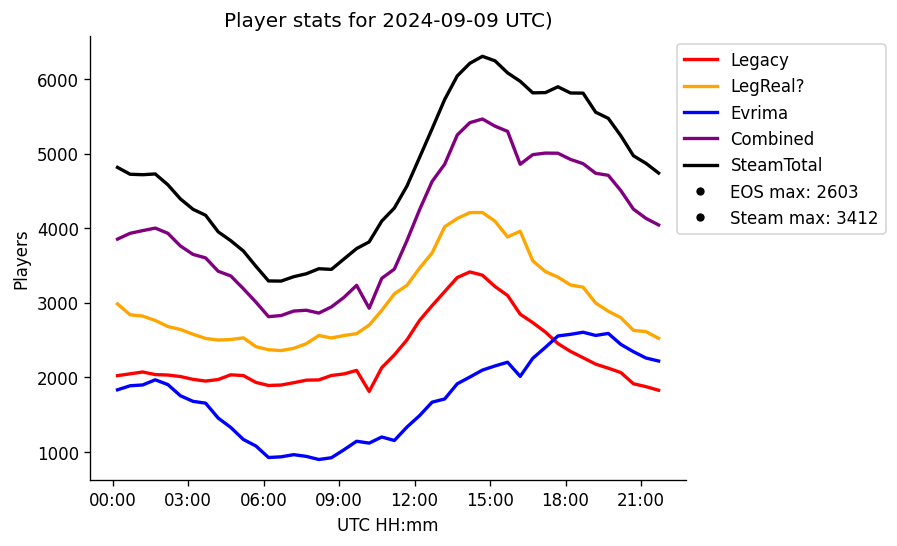 Player stats for 2024-09-09 UTC)
Players
6000
5000
4000
3000
2000
1000
00:00 03:00 06:00 09:00 12:00 15:00 18:00 21:00
UTC HH:mm
Legacy
LegReal?
Evrima
Combined
SteamTotal
EOS max: 2603
Steam max: 3412